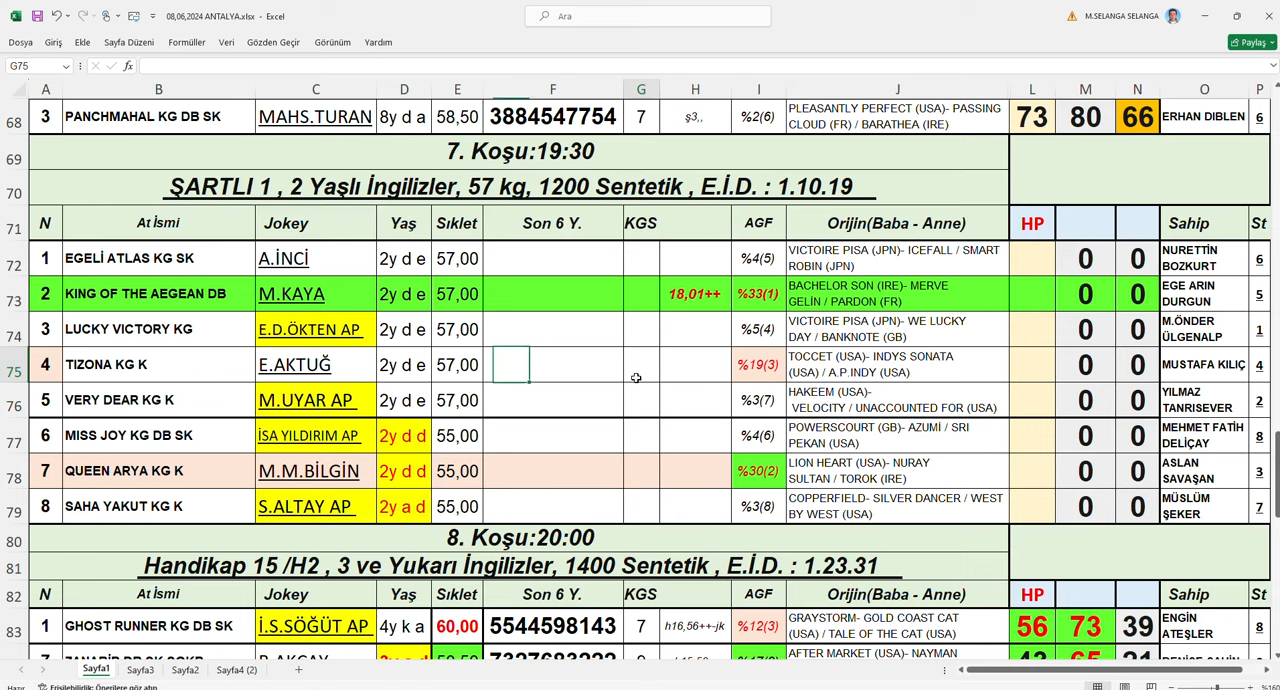 08,06,2024 ANTALYA.xlsx - Excel
Ara
M.SELANGA SELANGA
Dosya Giriş Ekle Sayfa Düzeni Formüller Veri Gözden Geçir Görünüm Yardım
Paylaş
G75
fx
A B C D E F G H I J L M N O P
68 3 PANCHMAHAL KG DB SK MAHS.TURAN 8y d a 58,50 3884547754 7 ş3,, %2(6) PLEASANTLY PERFECT (USA)- PASSING CLOUD (FR) / BARATHEA (IRE) 73 80 66 ERHAN DIBLEN 6
69 7. Koşu:19:30
70 ŞARTLI 1 , 2 Yaşlı İngilizler, 57 kg, 1200 Sentetik , E.İ.D. : 1.10.19
71 N At İsmi Jokey Yaş Sıklet Son 6 Y. KGS AGF Orijin(Baba - Anne) HP Sahip St
72 1 EGELİ ATLAS KG SK A.İNCİ 2y d e 57,00 %4(5) VICTOIRE PISA (JPN)- ICEFALL / SMART ROBIN (JPN) 0 0 NURETTİN BOZKURT 6
73 2 KING OF THE AEGEAN DB M.KAYA 2y d e 57,00 18,01++ %33(1) BACHELOR SON (IRE)- MERVE GELİN / PARDON (FR) 0 0 EGE ARIN DURGUN 5
74 3 LUCKY VICTORY KG E.D.ÖKTEN AP 2y d e 57,00 %5(4) VICTOIRE PISA (JPN)- WE LUCKY DAY / BANKNOTE (GB) 0 0 M.ÖNDER ÜLGENALP 1
75 4 TIZONA KG K E.AKTUĞ 2y d e 57,00 %19(3) TOCCET (USA)- INDYS SONATA (USA) / A.P.INDY (USA) 0 0 MUSTAFA KILIÇ 4
76 5 VERY DEAR KG K M.UYAR AP 2y d e 57,00 %3(7) HAKEEM (USA)- VELOCITY / UNACCOUNTED FOR (USA) 0 0 YILMAZ TANRISEVER 2
77 6 MISS JOY KG DB SK İSA YILDIRIM AP 2y d d 55,00 %4(6) POWERSCOURT (GB)- AZUMİ / SRI PEKAN (USA) 0 0 MEHMET FATİH DELİÇAY 8
78 7 QUEEN ARYA KG K M.M.BİLGİN 2y d d 55,00 %30(2) LION HEART (USA)- NURAY SULTAN / TOROK (IRE) 0 0 ASLAN SAVAŞAN 3
79 8 SAHA YAKUT KG K S.ALTAY AP 2y a d 55,00 %3(8) COPPERFIELD- SILVER DANCER / WEST BY WEST (USA) 0 0 MÜSLÜM ŞEKER 7
80 8. Koşu:20:00
81 Handikap 15 /H2 , 3 ve Yukarı İngilizler, 1400 Sentetik , E.İ.D. : 1.23.31
82 N At İsmi Jokey Yaş Sıklet Son 6 Y. KGS AGF Orijin(Baba - Anne) HP Sahip St
83 1 GHOST RUNNER KG DB SK İ.S.SÖĞÜT AP 4y k a 60,00 5544598143 7 h16,56++-jk %12(3) GRAYSTORM- GOLD COAST CAT (USA) / TALE OF THE CAT (USA) 56 73 39 ENGİN ATEŞLER 8
AFTER MARKET (USA)- NAYMAN
Sayfa1 Sayfa3 Sayfa2 Sayfa4 (2)
Hazır Erişilebilirlik: Önerilere göz atın %160